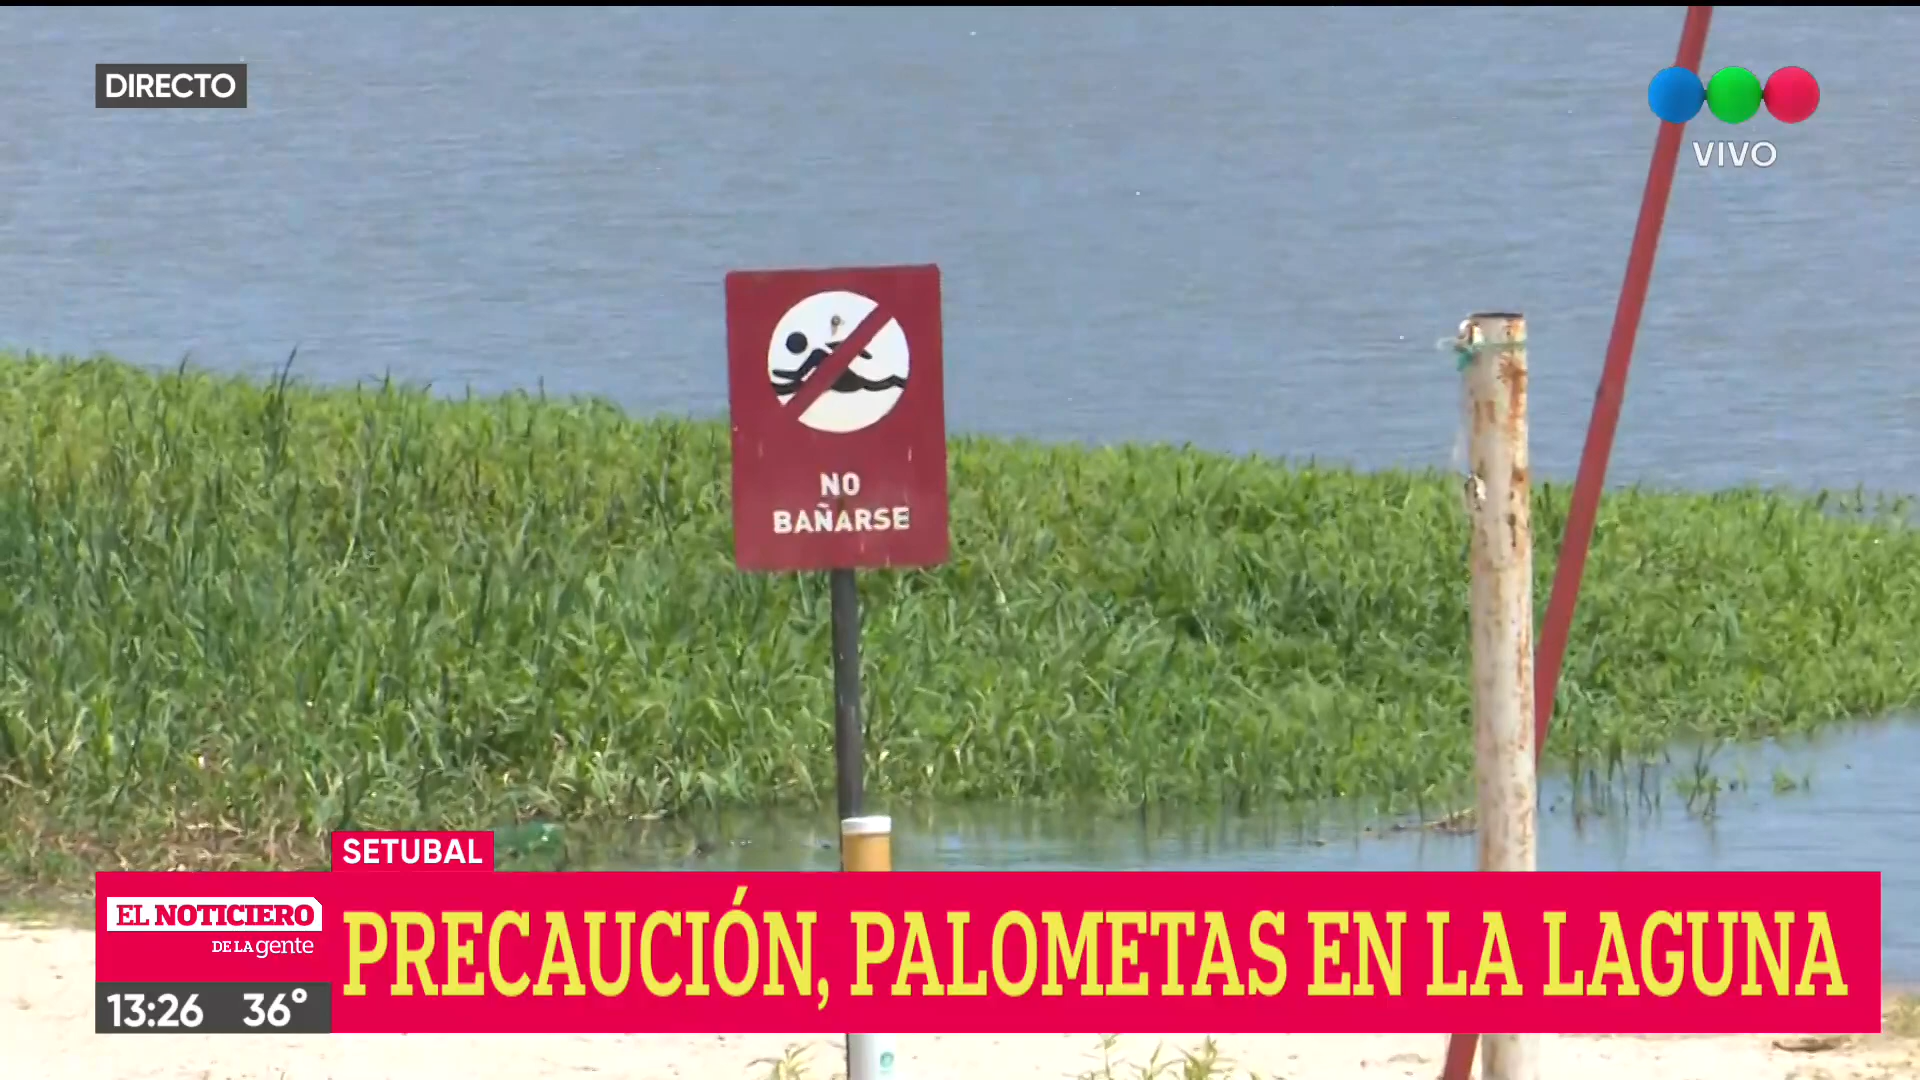 DIRECTO
VIVO
NO
BAÑARSE
SETUBAL
EL NOTICIERO
DE LA gente
PRECAUCIÓN, PALOMETAS EN LA LAGUNA
13:26 36°